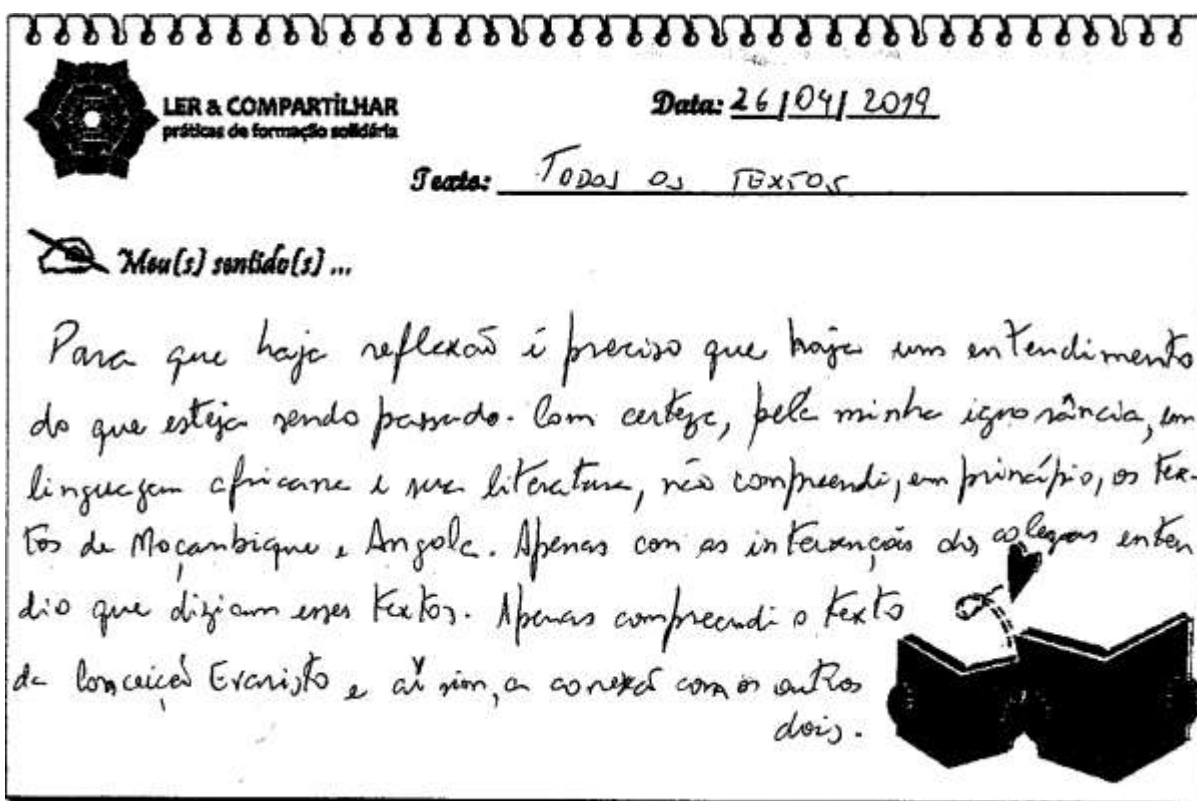 LER & COMPARTILHAR
práticas de formação solidária
Data: 26/04/2019
Texto: TODOS OS TEXTOS
Meu(s) sentido(s) ...
Para que haja reflexão é preciso que haja um entendimento
do que esteja sendo passado. Com certeza, pela minha ignorância, em
linguagem africana e sua literatura, não compreendi, em princípio, os tex-
tos de Moçambique e Angola. Apenas com as intervenções dos colegas enten
di o que diziam esses textos. Apenas compreendi o texto
da Conceição Evaristo e aí sim, a conexão com os outros
dois.